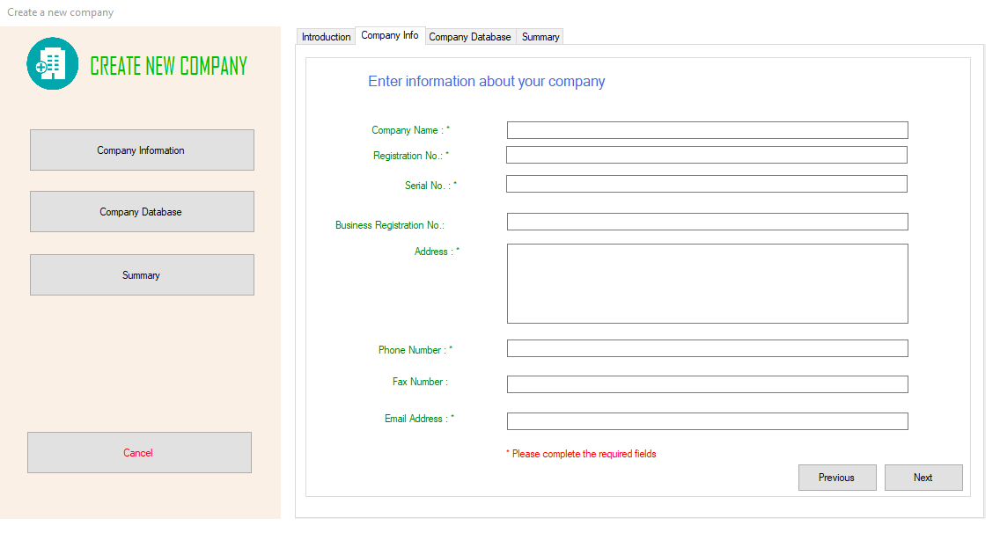 Create a new company
CREATE NEW COMPANY
Company Information
Company Database
Summary
Cancel
Introduction Company Info Company Database Summary
Enter information about your company
Company Name : *
Registration No.: *
Serial No. : *
Business Registration No.:
Address : *
Phone Number : *
Fax Number :
Email Address : *
* Please complete the required fields
Previous Next